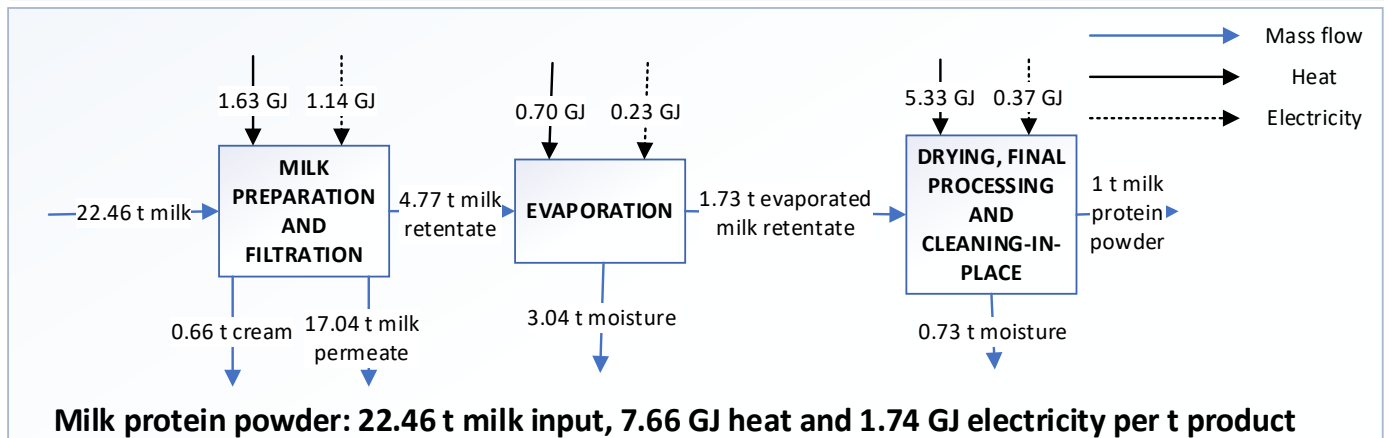 Mass flow
Heat
Electricity
1.63 GJ
1.14 GJ
0.70 GJ
0.23 GJ
5.33 GJ
0.37 GJ
22.46 t milk
MILK
PREPARATION
AND
FILTRATION
4.77 t milk
retentate
EVAPORATION
1.73 t evaporated
milk retentate
DRYING, FINAL
PROCESSING
AND
CLEANING-IN-
PLACE
1 t milk
protein
powder
0.66 t cream
17.04 t milk
permeate
3.04 t moisture
0.73 t moisture
Milk protein powder: 22.46 t milk input, 7.66 GJ heat and 1.74 GJ electricity per t product